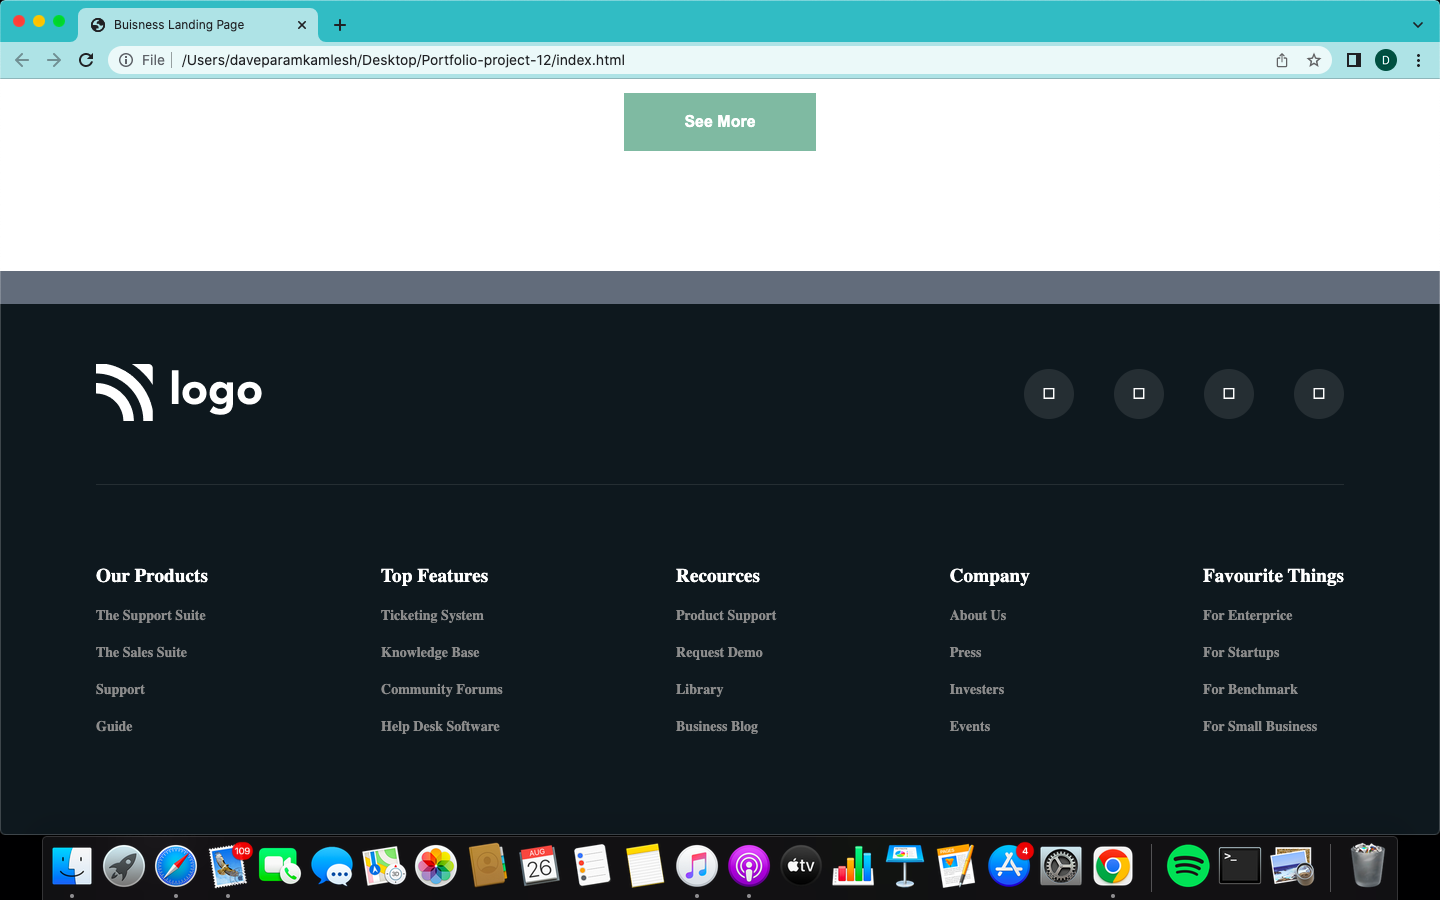 Buisness Landing Page
File
/Users/daveparamkamlesh/Desktop/Portfolio-project-12/index.html
D
See More
logo
Our Products
The Support Suite
The Sales Suite
Support
Guide
Top Features
Ticketing System
Knowledge Base
Community Forums
Help Desk Software
Recources
Product Support
Request Demo
Library
Business Blog
Company
About Us
Press
Investers
Events
Favourite Things
For Enterprice
For Startups
For Benchmark
For Small Business
109
3D
AUG
26
tv
PAGES
4
>_